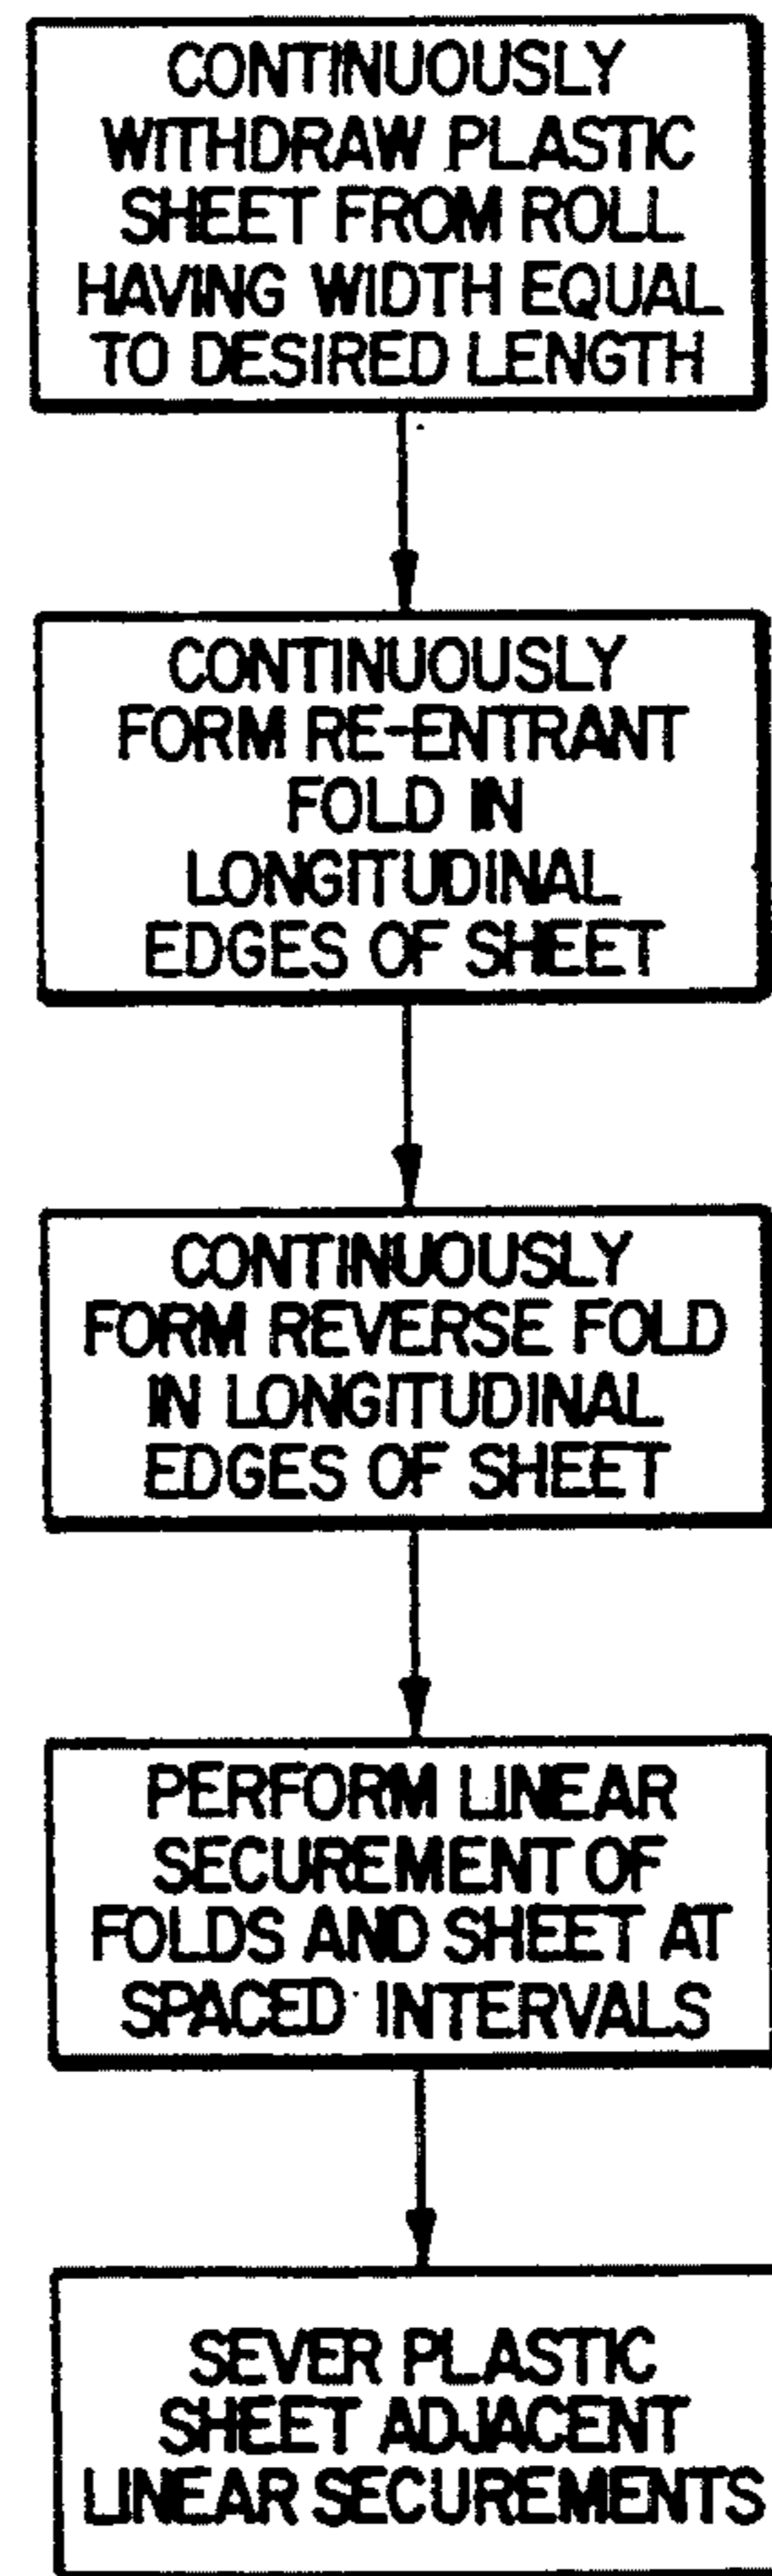 CONTINUOUSLY
WITHDRAW PLASTIC
SHEET FROM ROLL
HAVING WIDTH EQUAL
TO DESIRED LENGTH
CONTINUOUSLY
FORM RE-ENTRANT
FOLD IN
LONGITUDINAL
EDGES OF SHEET
CONTINUOUSLY
FORM REVERSE FOLD
IN LONGITUDINAL
EDGES OF SHEET
PERFORM LINEAR
SECUREMENT OF
FOLDS AND SHEET AT
SPACED INTERVALS
SEVER PLASTIC
SHEET ADJACENT
LINEAR SECUREMENTS